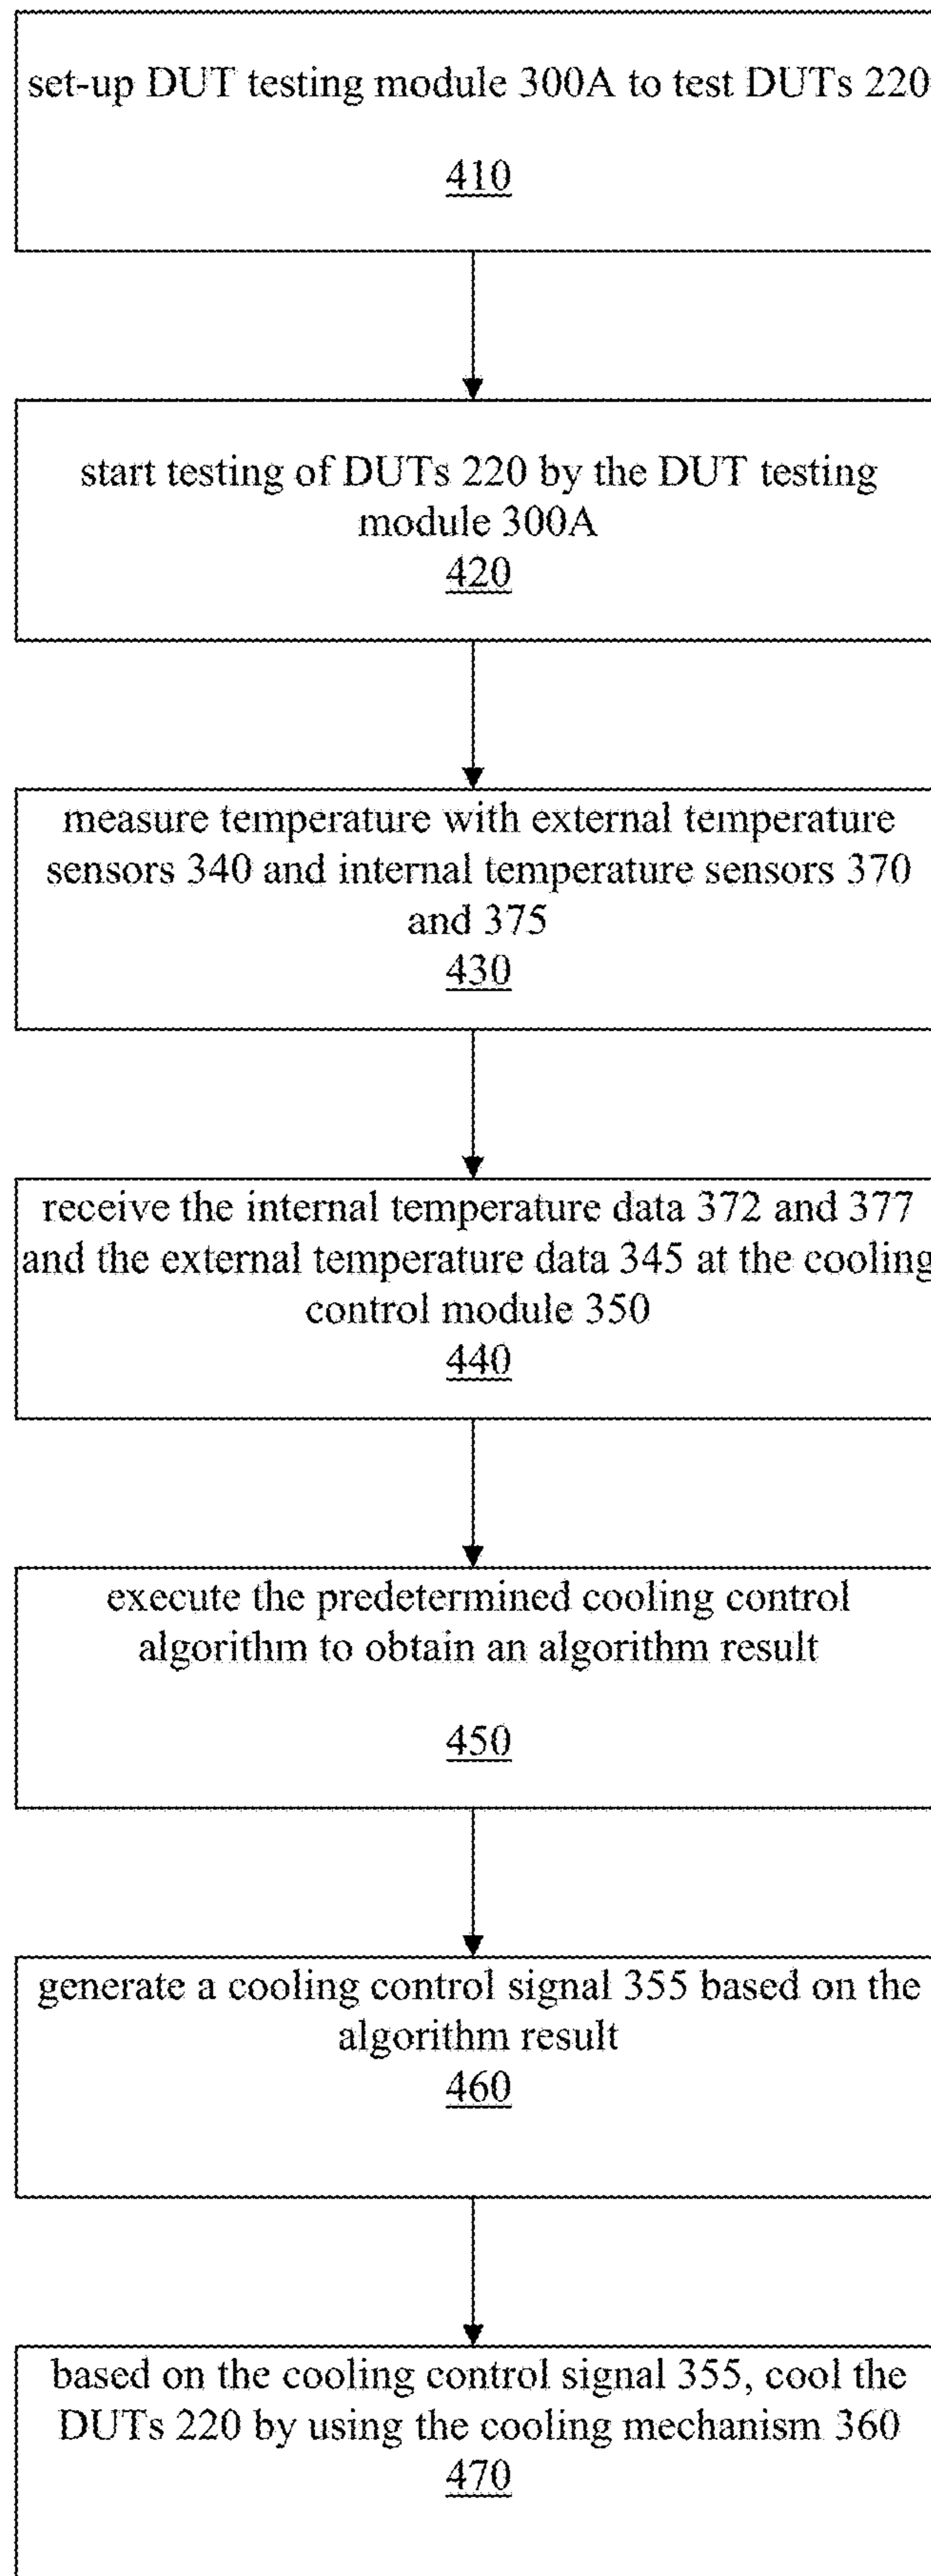 set-up DUT testing module 300A to test DUTs 220
410
start testing of DUTs 220 by the DUT testing
module 300A
420
measure temperature with external temperature
sensors 340 and internal temperature sensors 370
and 375
430
receive the internal temperature data 372 and 377
and the external temperature data 345 at the cooling
control module 350
440
execute the predetermined cooling control
algorithm to obtain an algorithm result
450
generate a cooling control signal 355 based on the
algorithm result
460
based on the cooling control signal 355, cool the
DUTs 220 by using the cooling mechanism 360
470